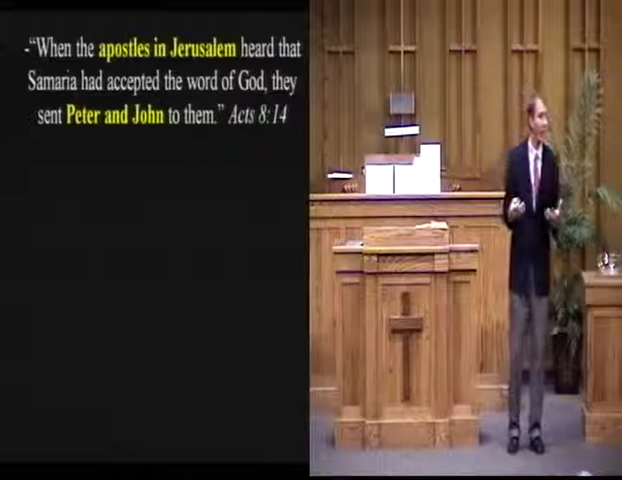 -“When the apostles in Jerusalem heard that
Samaria had accepted the word of God, they
sent Peter and John to them.” Acts 8:14